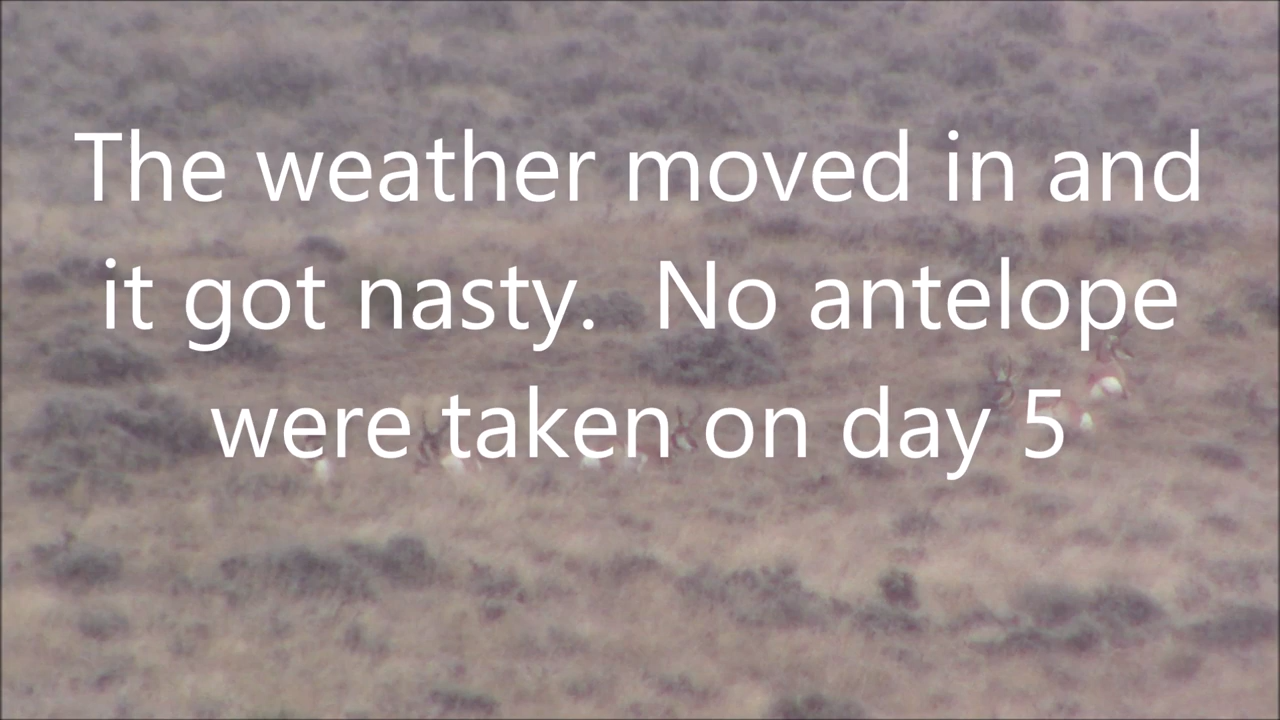 The weather moved in and
it got nasty.  No antelope
were taken on day 5